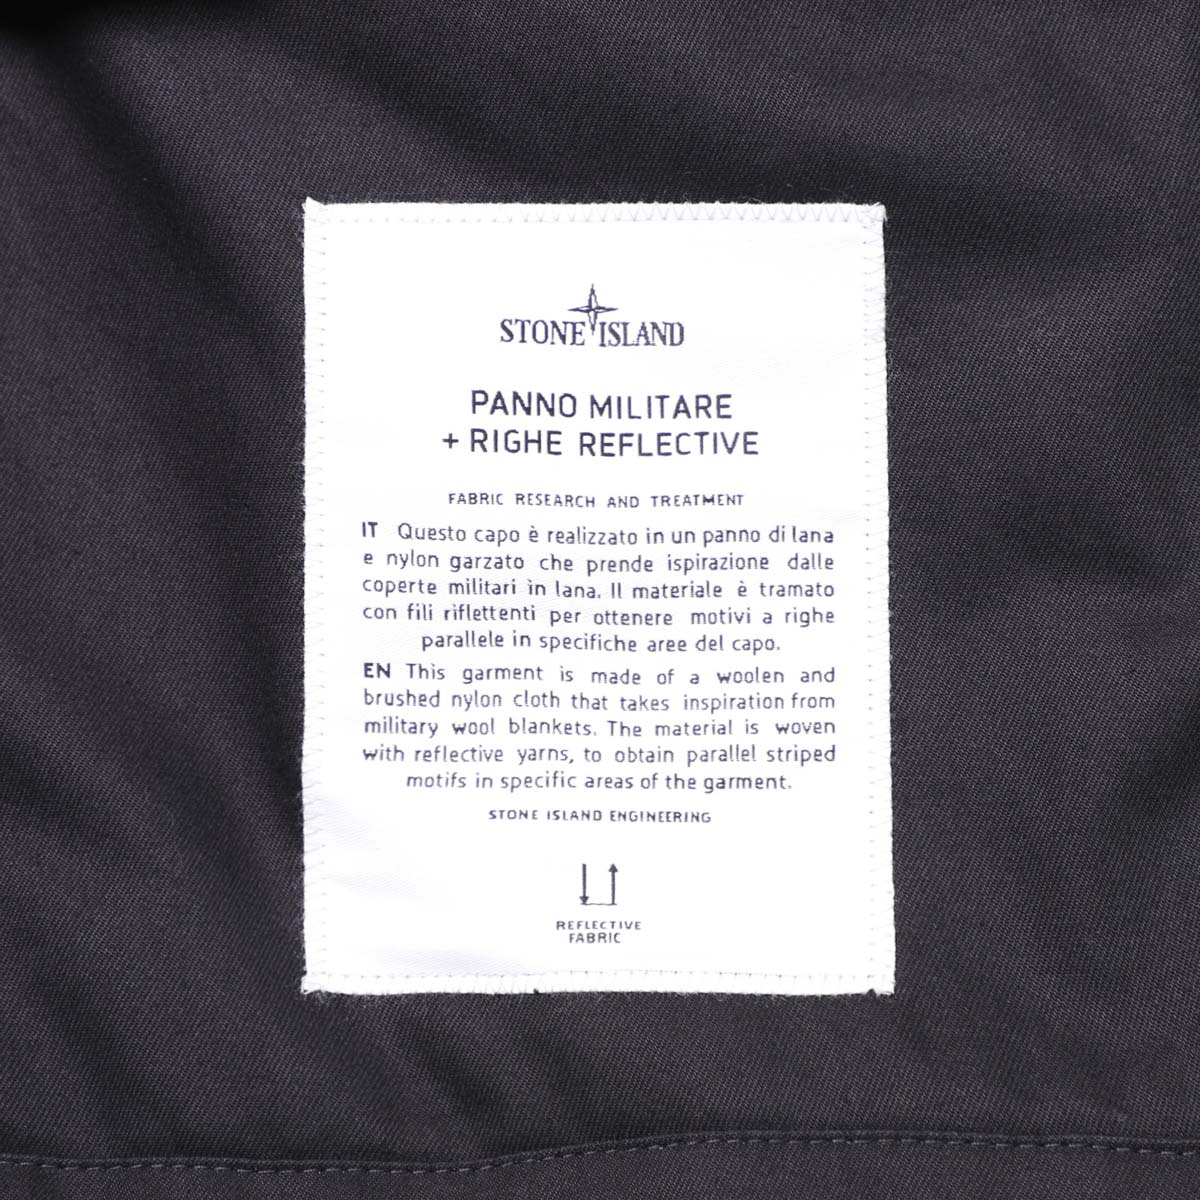 STONE ISLAND
PANNO MILITARE
+ RIGHE REFLECTIVE
FABRIC RESEARCH AND TREATMENT
IT Questo capo è realizzato in un panno di lana
e nylon garzato che prende ispirazione dalle
coperte militari in lana. Il materiale è tramato
con fili riflettenti per ottenere motivi a righe
parallele in specifiche aree del capo.
EN This garment is made of a woolen and
brushed nylon cloth that takes inspiration from
military wool blankets. The material is woven
with reflective yarns, to obtain parallel striped
motifs in specific areas of the garment.
STONE ISLAND ENGINEERING
REFLECTIVE
FABRIC